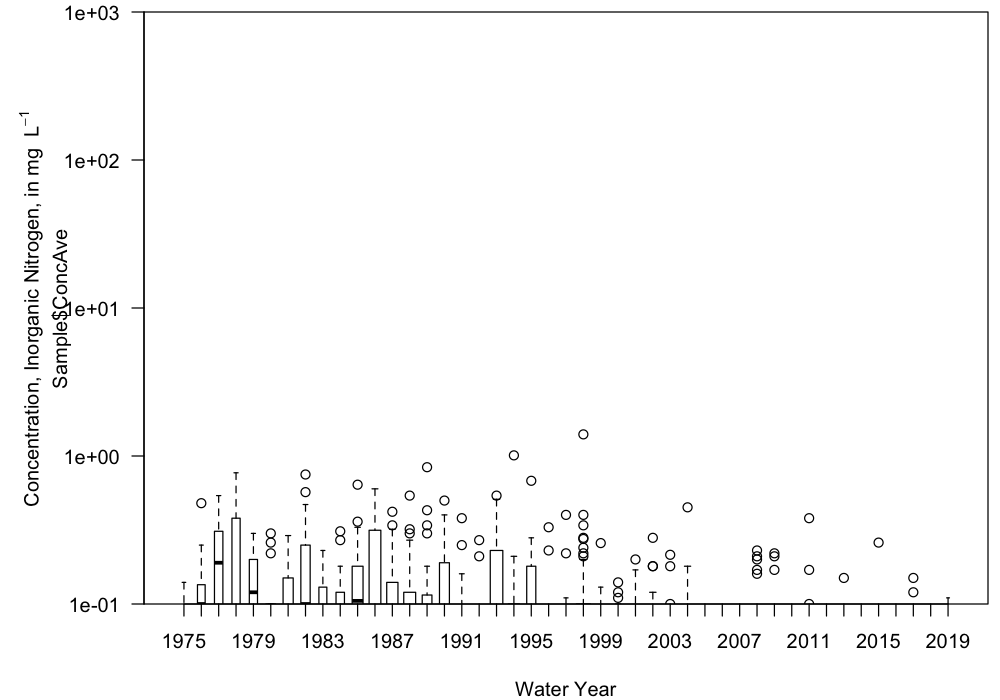 Concentration, Inorganic Nitrogen, in mg L⁻¹
Sample$ConcAve
1e+03
1e+02
1e+01
1e+00
1e-01
1975 1979 1983 1987 1991 1995 1999 2003 2007 2011 2015 2019
Water Year